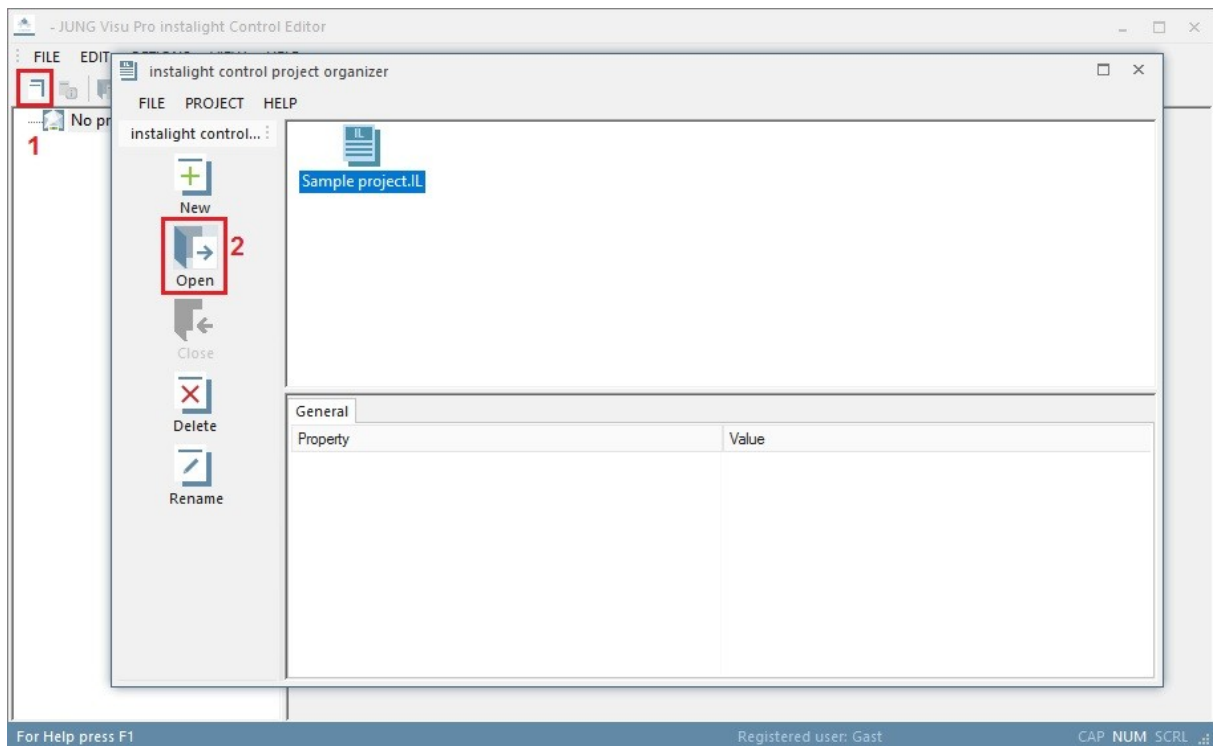 - JUNG Visu Pro instalight Control Editor
FILE EDIT
instalight control project organizer
FILE PROJECT HELP
No pr
instalight control...
1
IL
Sample project.IL
New
2
Open
Close
Delete
General
Property Value
Rename
For Help press F1 Registered user: Gast CAP NUM SCRL